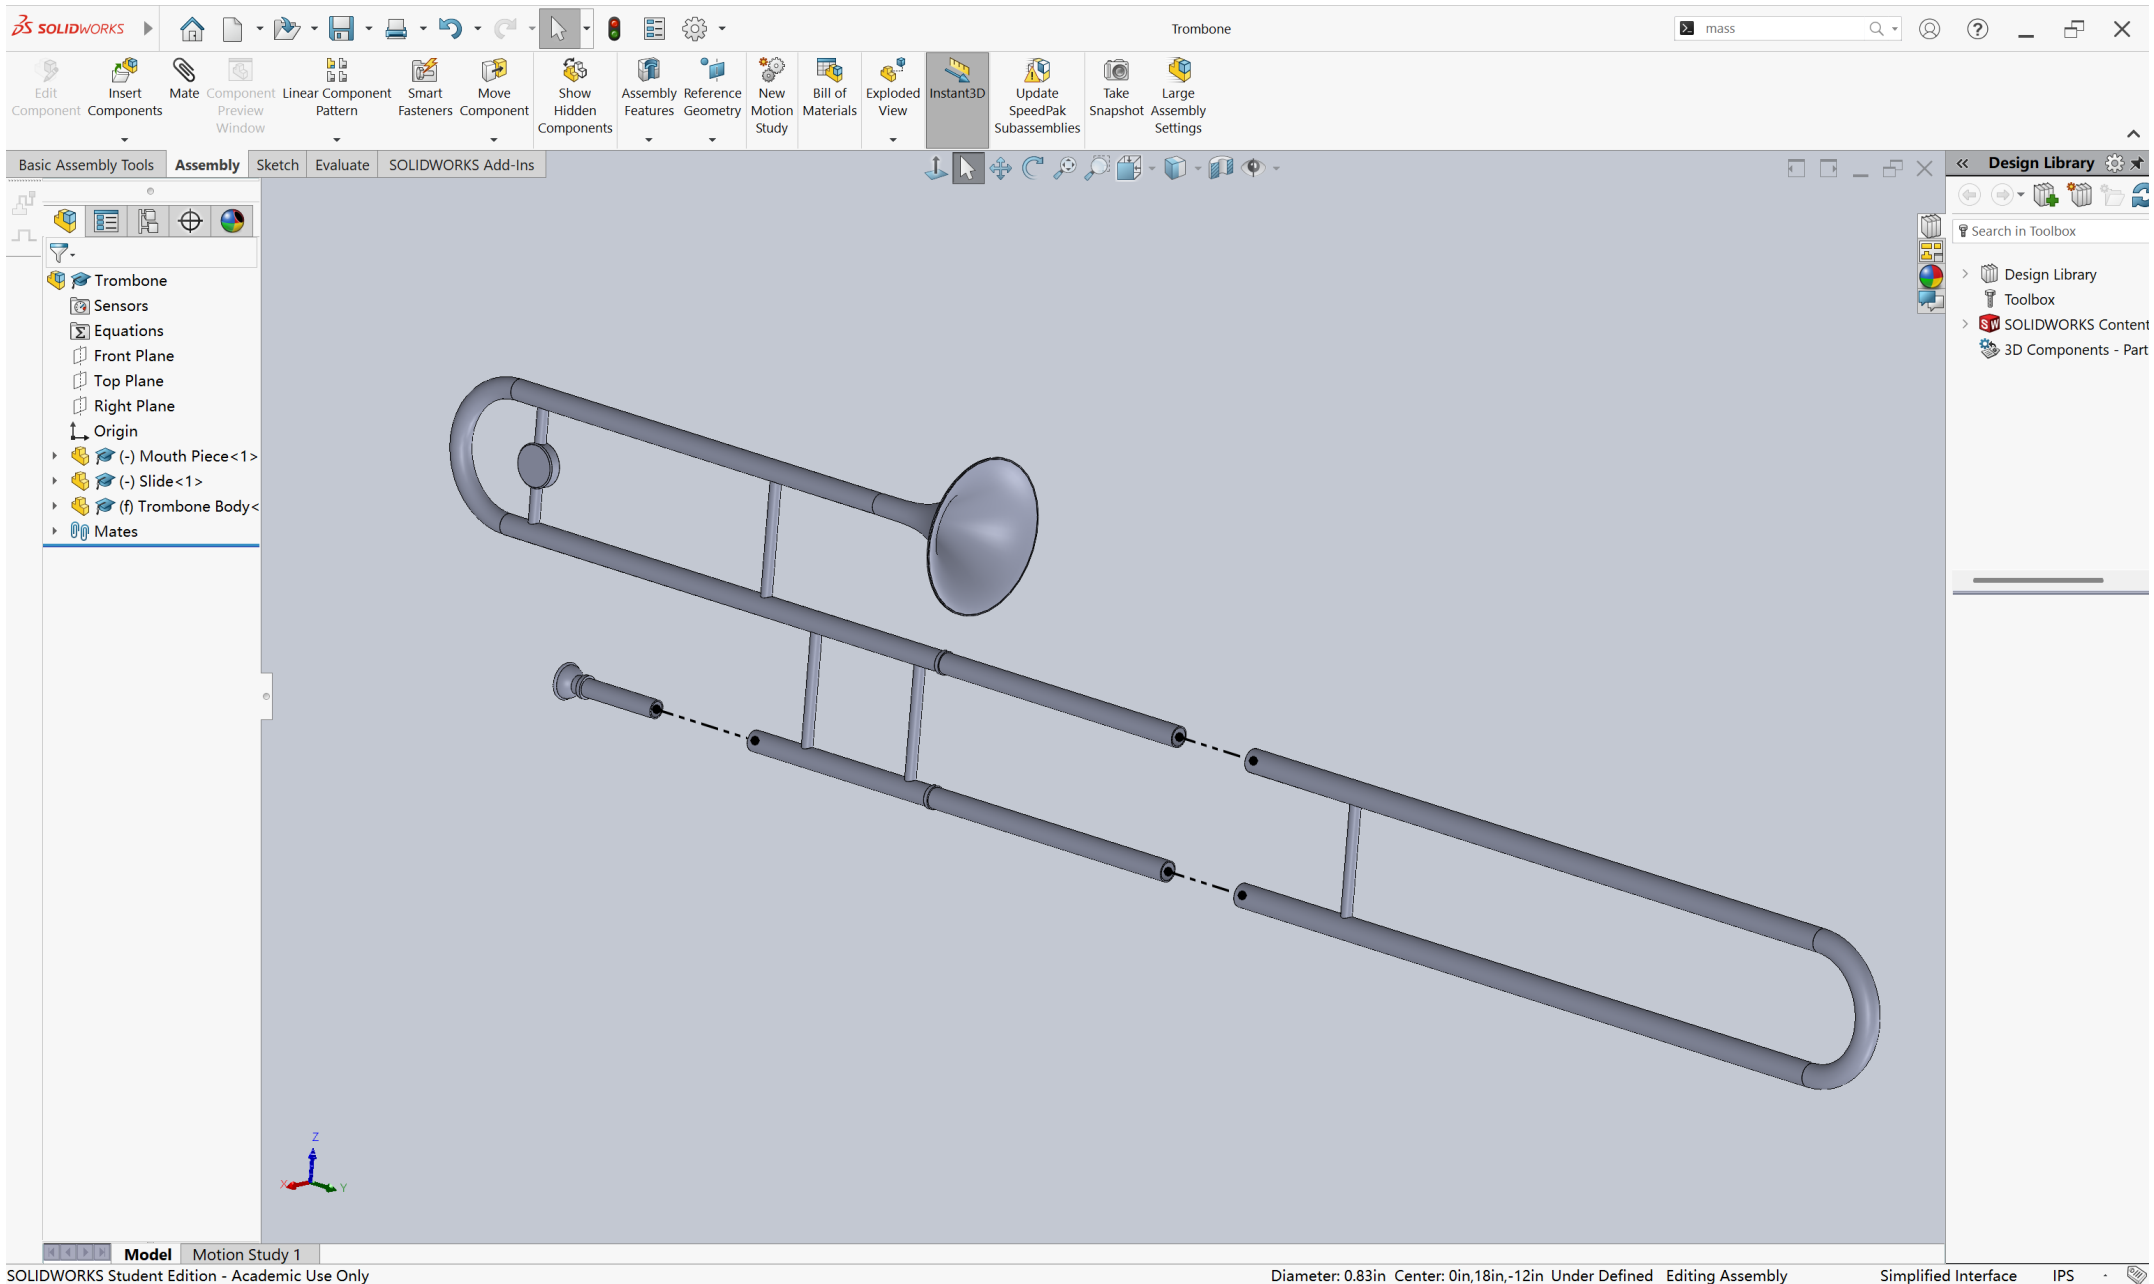 SOLIDWORKS
Trombone
mass
Edit Component
Insert Components
Mate
Component Preview Window
Linear Component Pattern
Smart Fasteners
Move Component
Show Hidden Components
Assembly Features
Reference Geometry
New Motion Study
Bill of Materials
Exploded View
Instant3D
Update SpeedPak Subassemblies
Take Snapshot
Large Assembly Settings
Basic Assembly Tools
Assembly
Sketch
Evaluate
SOLIDWORKS Add-Ins
Design Library
Search in Toolbox
Design Library
Toolbox
SOLIDWORKS Content
3D Components - Part
Trombone
Sensors
Equations
Front Plane
Top Plane
Right Plane
Origin
(-) Mouth Piece<1>
(-) Slide<1>
(f) Trombone Body<
Mates
Z
X
Y
Model
Motion Study 1
SOLIDWORKS Student Edition - Academic Use Only
Diameter: 0.83in Center: 0in,18in,-12in Under Defined Editing Assembly
Simplified Interface
IPS